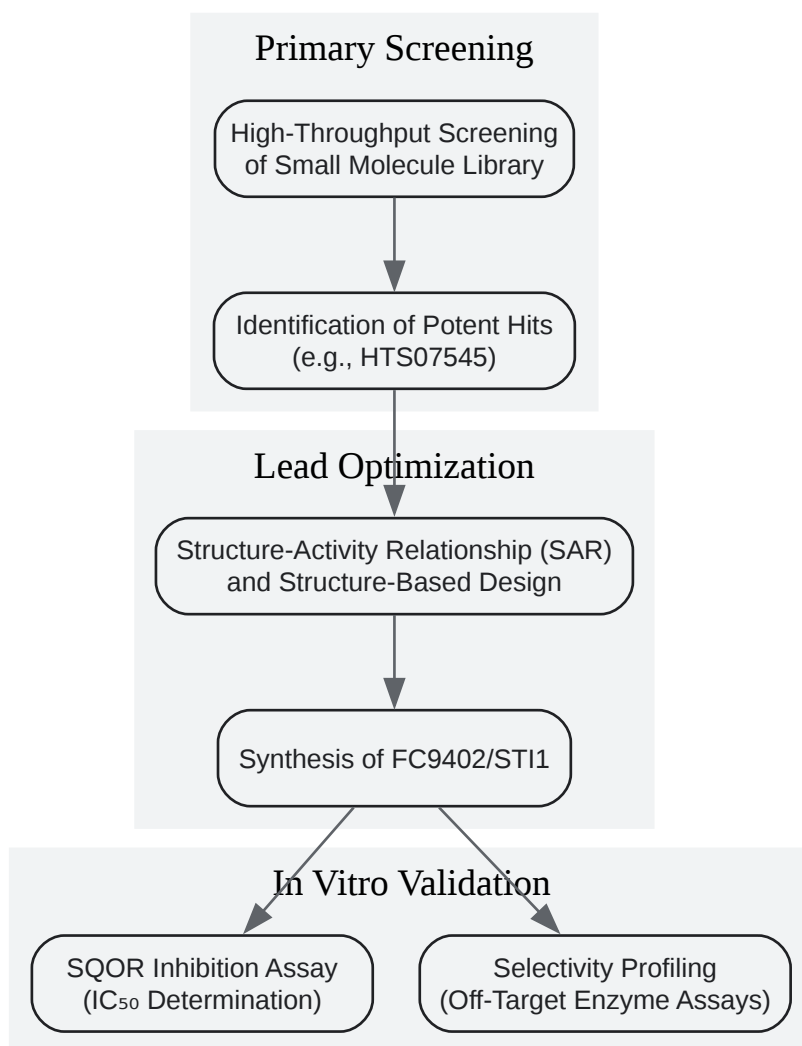 Primary Screening
High-Throughput Screening
of Small Molecule Library
Identification of Potent Hits
(e.g., HTS07545)
Lead Optimization
Structure-Activity Relationship (SAR)
and Structure-Based Design
Synthesis of FC9402/STI1
In Vitro Validation
SQOR Inhibition Assay
(IC₅₀ Determination)
Selectivity Profiling
(Off-Target Enzyme Assays)